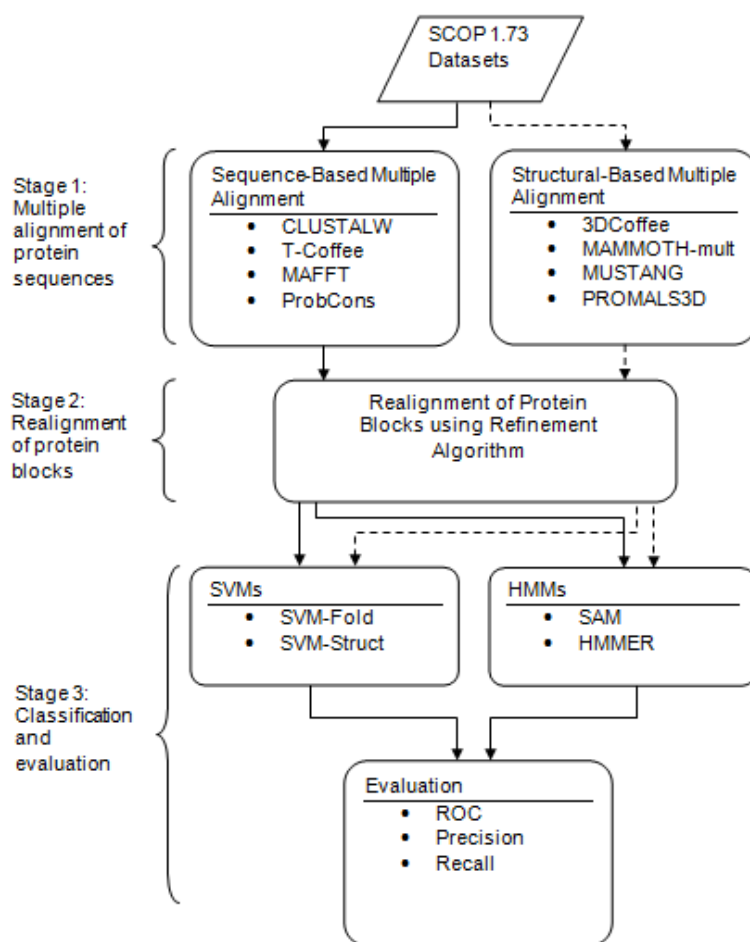 SCOP 1.73
Datasets
Stage 1:
Multiple
alignment of
protein
sequences
Sequence-Based Multiple
Alignment
• CLUSTALW
• T-Coffee
• MAFFT
• ProbCons
Structural-Based Multiple
Alignment
• 3DCoffee
• MAMMOTH-mult
• MUSTANG
• PROMALS3D
Stage 2:
Realignment
of protein
blocks
Realignment of Protein
Blocks using Refinement
Algorithm
Stage 3:
Classification
and
evaluation
SVMs
• SVM-Fold
• SVM-Struct
HMMs
• SAM
• HMMER
Evaluation
• ROC
• Precision
• Recall